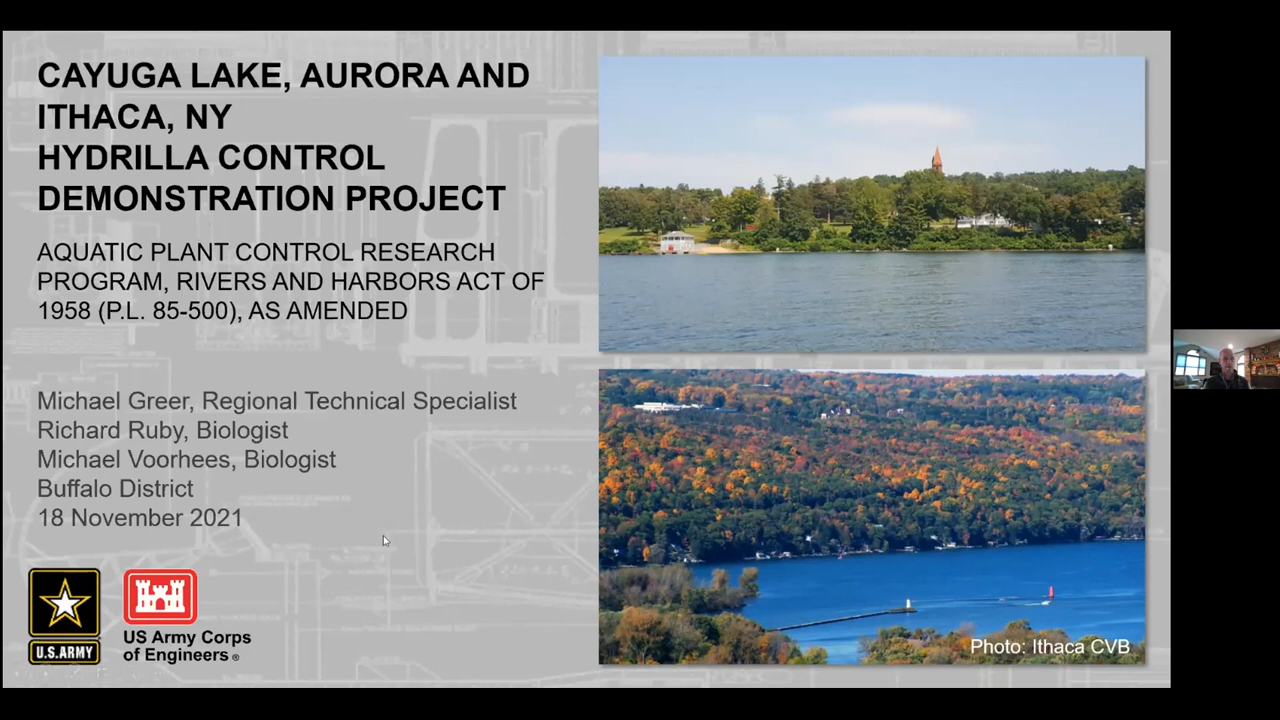 CAYUGA LAKE, AURORA AND
ITHACA, NY
HYDRILLA CONTROL
DEMONSTRATION PROJECT
AQUATIC PLANT CONTROL RESEARCH
PROGRAM, RIVERS AND HARBORS ACT OF
1958 (P.L. 85-500), AS AMENDED
Michael Greer, Regional Technical Specialist
Richard Ruby, Biologist
Michael Voorhees, Biologist
Buffalo District
18 November 2021
U.S.ARMY
US Army Corps
of Engineers®
Photo: Ithaca CVB